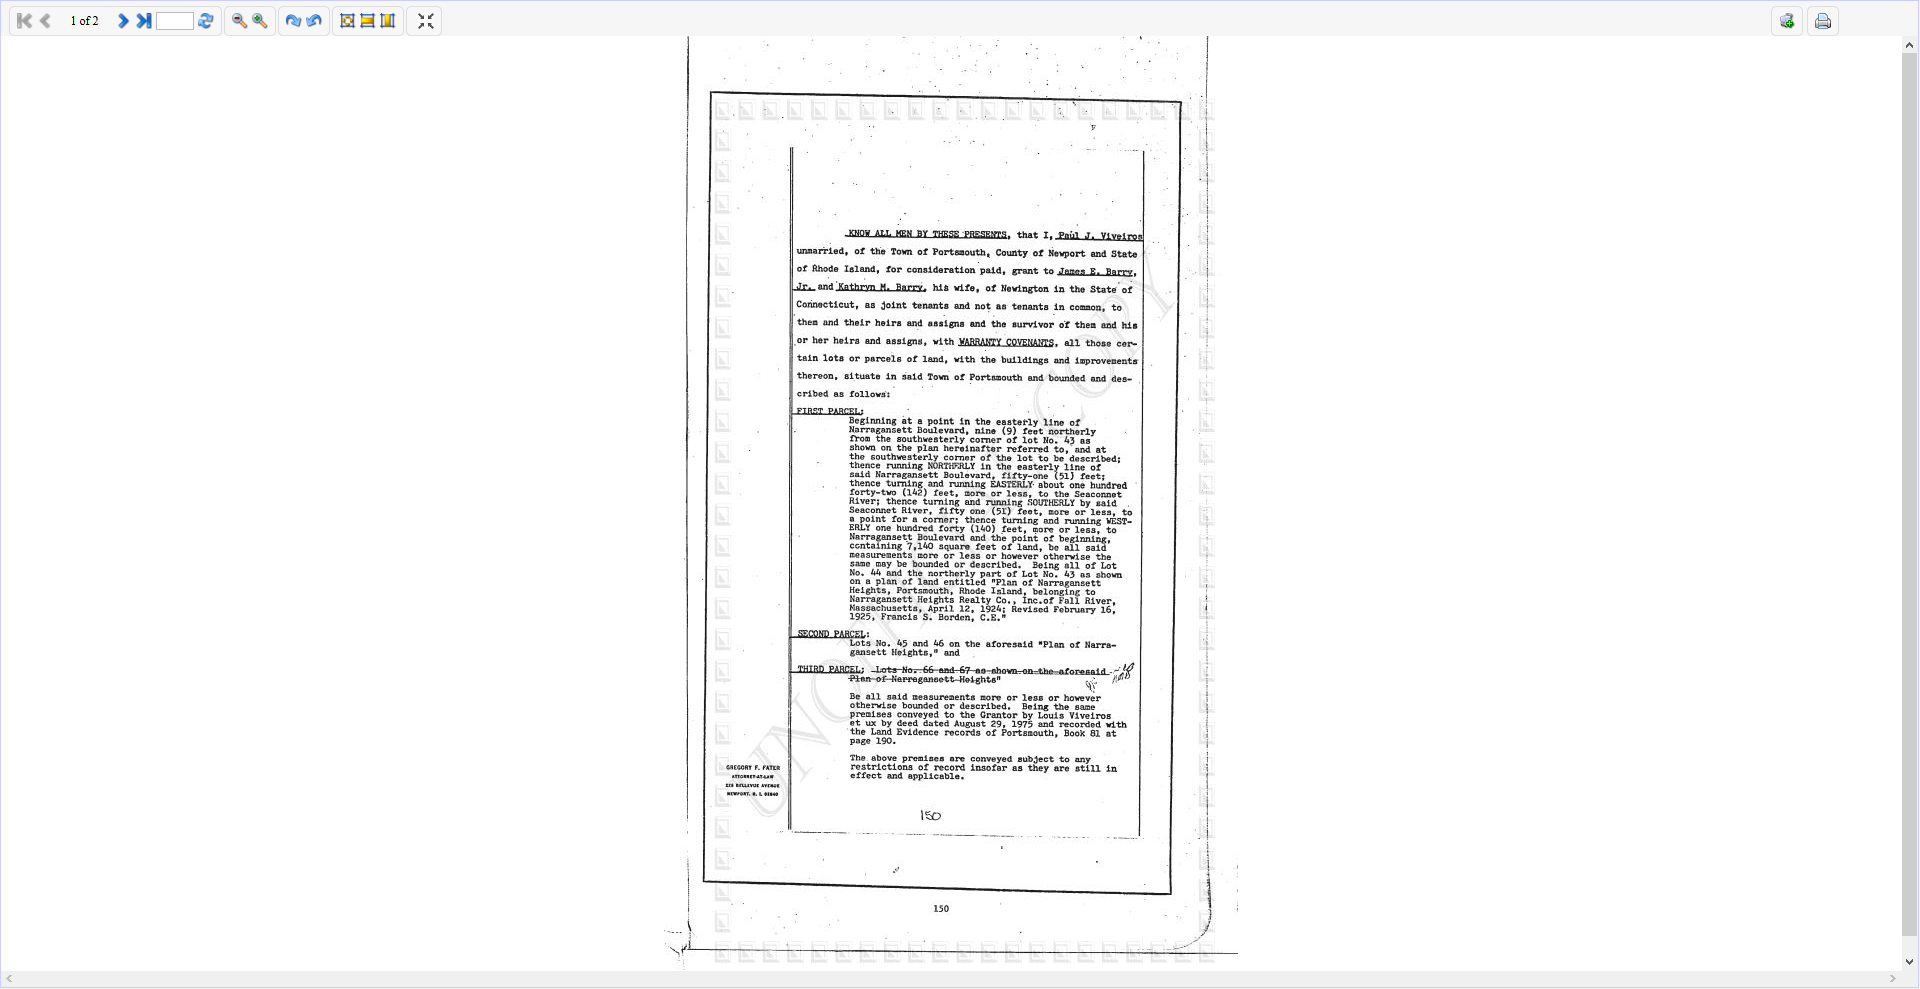 1 of 2
KNOW ALL MEN BY THESE PRESENTS, that I, Paul J. Viveiros
unmarried, of the Town of Portsmouth, County of Newport and State
of Rhode Island, for consideration paid, grant to James E. Barry,
Jr. and Kathryn M. Barry, his wife, of Newington in the State of
Connecticut, as joint tenants and not as tenants in common, to
them and their heirs and assigns and the survivor of them and his
or her heirs and assigns, with WARRANTY COVENANTS, all those cer-
tain lots or parcels of land, with the buildings and improvements
thereon, situate in said Town of Portsmouth and bounded and des-
cribed as follows:
FIRST PARCEL:
Beginning at a point in the easterly line of
Narragansett Boulevard, nine (9) feet northerly
from the southwesterly corner of lot No. 43 as
shown on the plan hereinafter referred to, and at
the southwesterly corner of the lot to be described;
thence running NORTHERLY in the easterly line of
said Narragansett Boulevard, fifty-one (51) feet;
thence turning and running EASTERLY about one hundred
forty-two (142) feet, more or less, to the Seaconnet
River; thence turning and running SOUTHERLY by said
Seaconnet River, fifty one (51) feet, more or less, to
a point for a corner; thence turning and running WEST-
ERLY one hundred forty (140) feet, more or less, to
Narragansett Boulevard and the point of beginning,
containing 7,140 square feet of land, be all said
measurements more or less or however otherwise the
same may be bounded or described. Being all of Lot
No. 44 and the northerly part of Lot No. 43 as shown
on a plan of land entitled "Plan of Narragansett
Heights, Portsmouth, Rhode Island, belonging to
Narragansett Heights Realty Co., Inc.of Fall River,
Massachusetts, April 12, 1924; Revised February 16,
1925, Francis S. Borden, C.E."
SECOND PARCEL:
Lots No. 45 and 46 on the aforesaid "Plan of Narra-
gansett Heights," and
THIRD PARCEL: Lots No. 66 and 67 as shown on the aforesaid
Plan of Narragansett Heights"
Be all said measurements more or less or however
otherwise bounded or described. Being the same
premises conveyed to the Grantor by Louis Viveiros
et ux by deed dated August 29, 1975 and recorded with
the Land Evidence records of Portsmouth, Book 81 at
page 190.
The above premises are conveyed subject to any
restrictions of record insofar as they are still in
effect and applicable.
GREGORY F. FATER
ATTORNEY-AT-LAW
BELLEVUE AVENUE
NEWPORT, R. I. 02840
150
150
UNOFFICIAL COPY